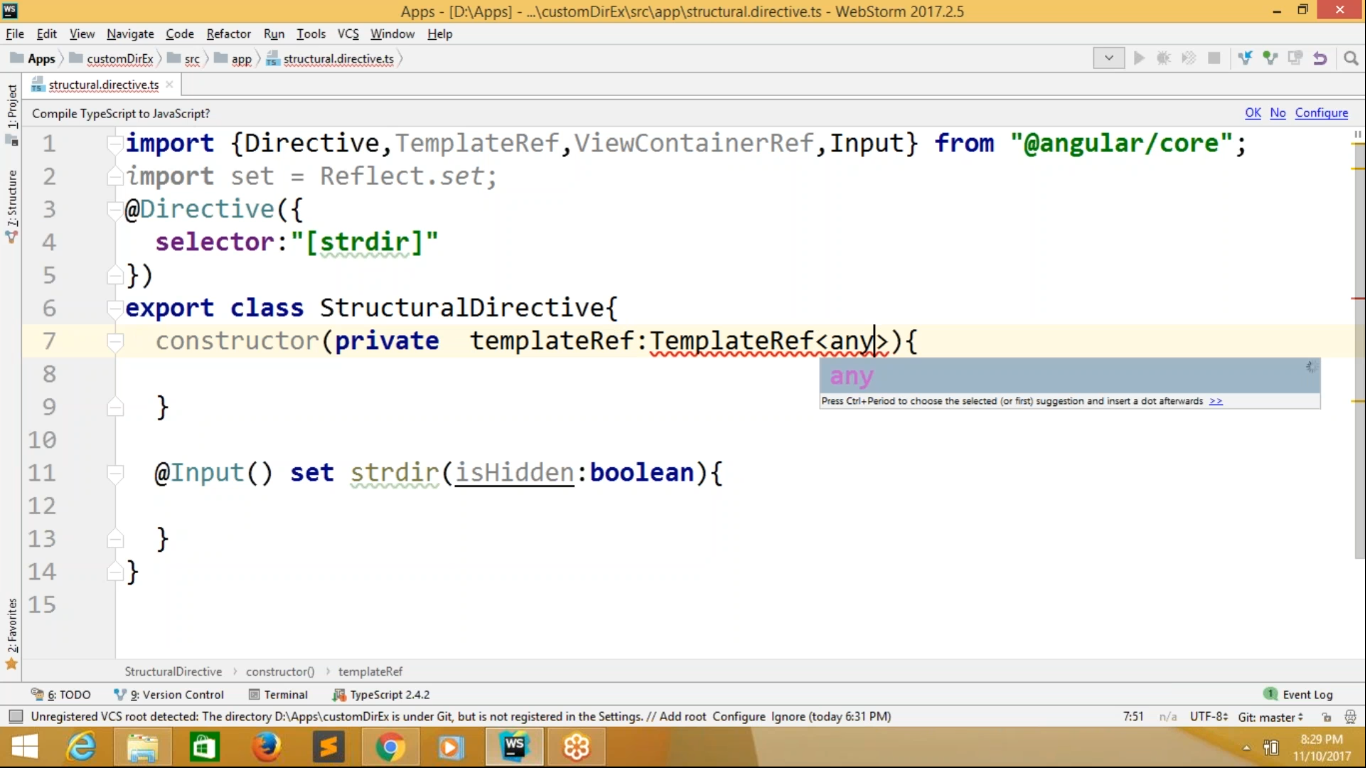 Apps - [D:\Apps] - ...\customDirEx\src\app\structural.directive.ts - WebStorm 2017.2.5
File Edit View Navigate Code Refactor Run Tools VCS Window Help
Apps customDirEx src app structural.directive.ts
structural.directive.ts
Compile TypeScript to JavaScript? OK No Configure
1 import {Directive,TemplateRef,ViewContainerRef,Input} from "@angular/core";
2 import set = Reflect.set;
3 @Directive({
4 selector:"[strdir]"
5 })
6 export class StructuralDirective{
7 constructor(private  templateRef:TemplateRef<any>){
any
8
Press Ctrl+Period to choose the selected (or first) suggestion and insert a dot afterwards >>
9 }
10
11 @Input() set strdir(isHidden:boolean){
12
13 }
14 }
15
1: Project
7: Structure
2: Favorites
StructuralDirective constructor() templateRef
6: TODO 9: Version Control Terminal TypeScript 2.4.2 1 Event Log
Unregistered VCS root detected: The directory D:\Apps\customDirEx is under Git, but is not registered in the Settings. // Add root Configure Ignore (today 6:31 PM) 7:51 n/a UTF-8 Git: master
8:29 PM
11/10/2017